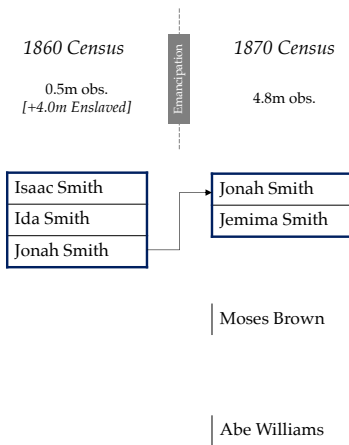 1860 Census
Emancipation
1870 Census
0.5m obs.
[+4.0m Enslaved]
4.8m obs.
Isaac Smith
Ida Smith
Jonah Smith
Jonah Smith
Jemima Smith
Moses Brown
Abe Williams